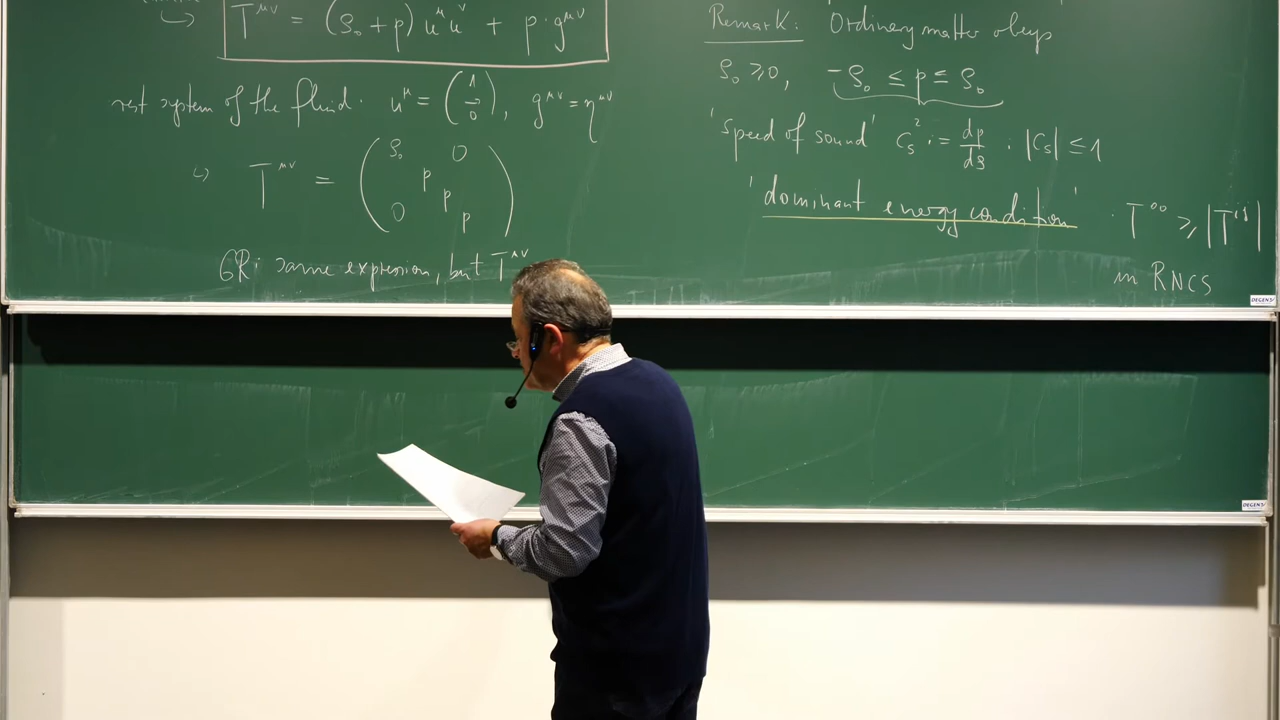 ↪ T^{μν} = (ρ₀ + p) u^μ u^ν + p · g^{μν}
rest system of the fluid: u^μ = (1 0), g^{μν} = η^{μν}
↪ T^{μν} = (ρ₀ 0
p
p
0 p)
GR: same expression, but T^{μν}
Remark: Ordinary matter obeys
ρ₀ ≥ 0, -ρ₀ ≤ p ≤ ρ₀
'speed of sound' c_s² := dp/dρ · |c_s| ≤ 1
'dominant energy condition' · T^{00} ≥ |T^{ij}|
in RNCS
DEGEN
DEGEN